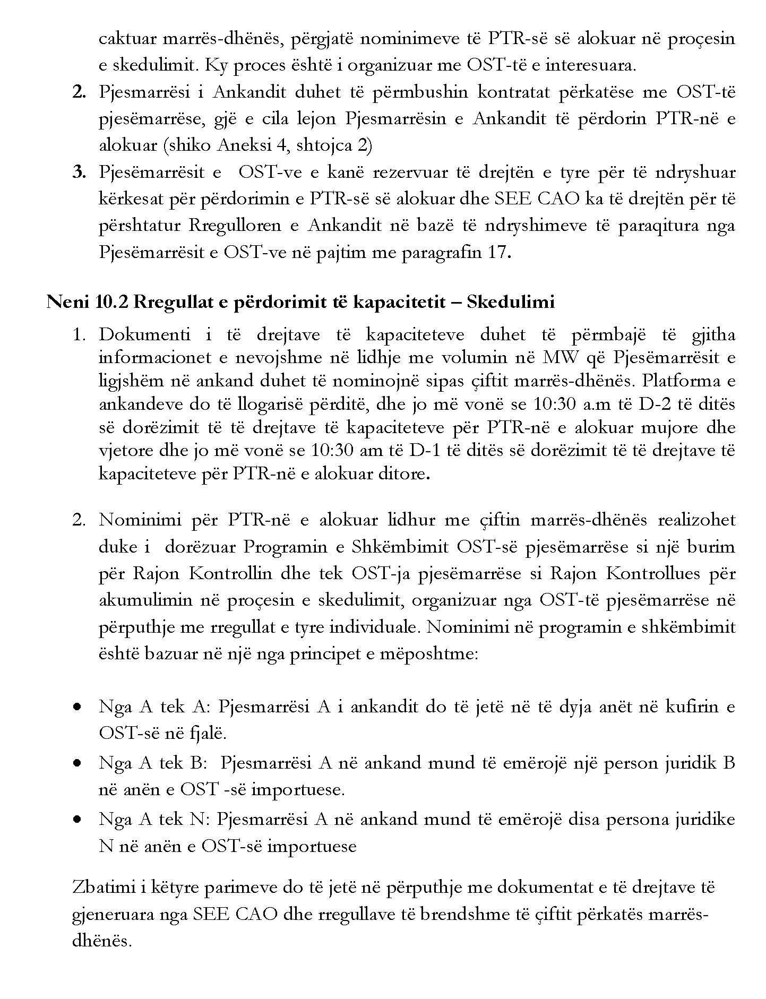 caktuar marrës-dhënës, përgjatë nominimeve të PTR-së së alokuar në proçesin
e skedulimit. Ky proces është i organizuar me OST-të e interesuara.
2. Pjesmarrësi i Ankandit duhet të përmbushin kontratat përkatëse me OST-të
pjesëmarrëse, gjë e cila lejon Pjesmarrësin e Ankandit të përdorin PTR-në e
alokuar (shiko Aneksi 4, shtojca 2)
3. Pjesëmarrësit e OST-ve e kanë rezervuar të drejtën e tyre për të ndryshuar
kërkesat për përdorimin e PTR-së së alokuar dhe SEE CAO ka të drejtën për të
përshtatur Rregulloren e Ankandit në bazë të ndryshimeve të paraqitura nga
Pjesëmarrësit e OST-ve në pajtim me paragrafin 17.
Neni 10.2 Rregullat e përdorimit të kapacitetit – Skedulimi
1. Dokumenti i të drejtave të kapaciteteve duhet të përmbajë të gjitha
informacionet e nevojshme në lidhje me volumin në MW që Pjesëmarrësit e
ligjshëm në ankand duhet të nominojnë sipas çiftit marrës-dhënës. Platforma e
ankandeve do të llogarisë përditë, dhe jo më vonë se 10:30 a.m të D-2 të ditës
së dorëzimit të të drejtave të kapaciteteve për PTR-në e alokuar mujore dhe
vjetore dhe jo më vonë se 10:30 am të D-1 të ditës së dorëzimit të të drejtave të
kapaciteteve për PTR-në e alokuar ditore.
2. Nominimi për PTR-në e alokuar lidhur me çiftin marrës-dhënës realizohet
duke i dorëzuar Programin e Shkëmbimit OST-së pjesëmarrëse si një burim
për Rajon Kontrollin dhe tek OST-ja pjesëmarrëse si Rajon Kontrollues për
akumulimin në proçesin e skedulimit, organizuar nga OST-të pjesëmarrëse në
përputhje me rregullat e tyre individuale. Nominimi në programin e shkëmbimit
është bazuar në një nga principet e mëposhtme:
• Nga A tek A: Pjesmarrësi A i ankandit do të jetë në të dyja anët në kufirin e
OST-së në fjalë.
• Nga A tek B: Pjesmarrësi A në ankand mund të emërojë një person juridik B
në anën e OST -së importuese.
• Nga A tek N: Pjesmarrësi A në ankand mund të emërojë disa persona juridike
N në anën e OST-së importuese
Zbatimi i këtyre parimeve do të jetë në përputhje me dokumentat e të drejtave të
gjeneruara nga SEE CAO dhe rregullave të brendshme të çiftit përkatës marrës-
dhënës.